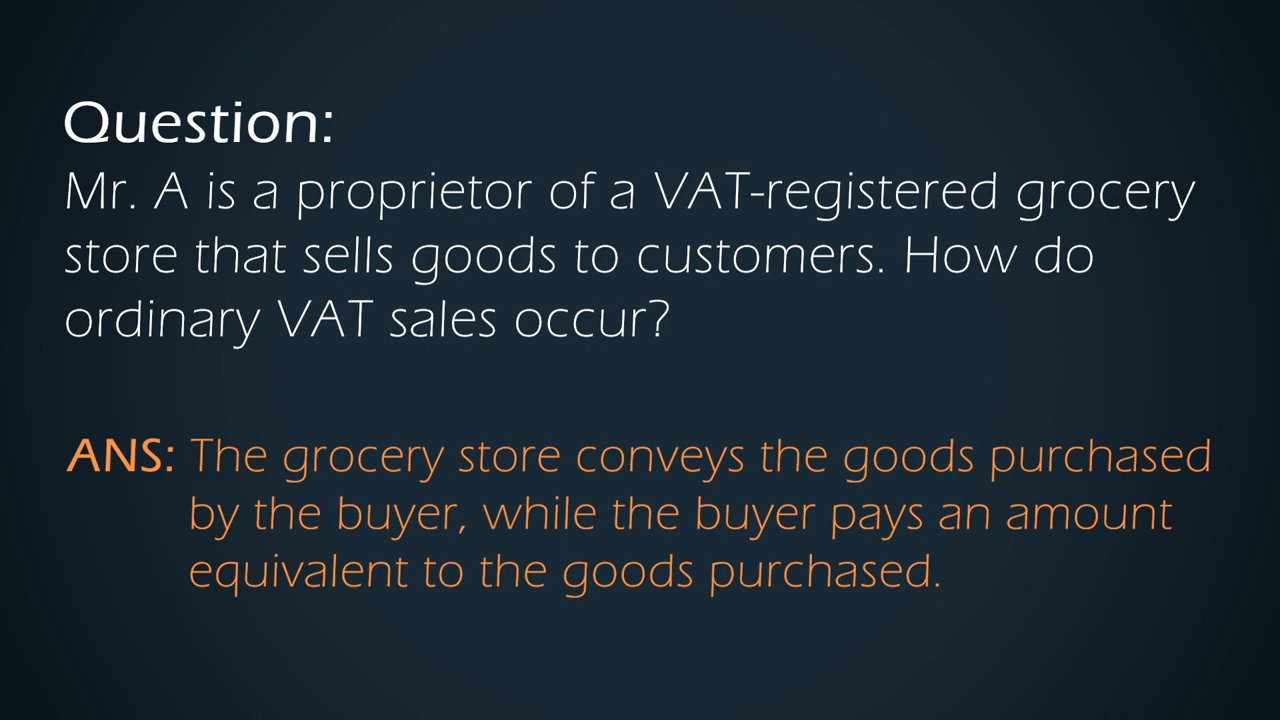 Question:
Mr. A is a proprietor of a VAT-registered grocery
store that sells goods to customers. How do
ordinary VAT sales occur?
ANS: The grocery store conveys the goods purchased
by the buyer, while the buyer pays an amount
equivalent to the goods purchased.